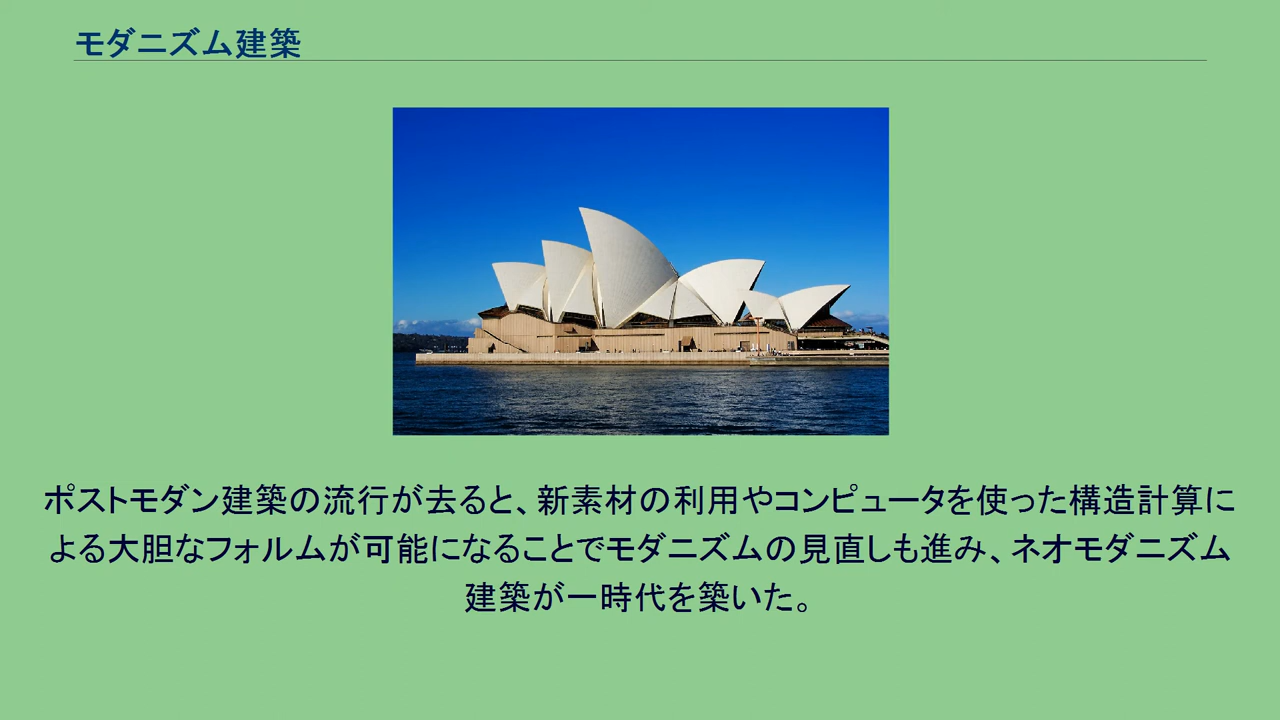 モダニズム建築
ポストモダン建築の流行が去ると、新素材の利用やコンピュータを使った構造計算に
よる大胆なフォルムが可能になることでモダニズムの見直しも進み、ネオモダニズム
建築が一時代を築いた。